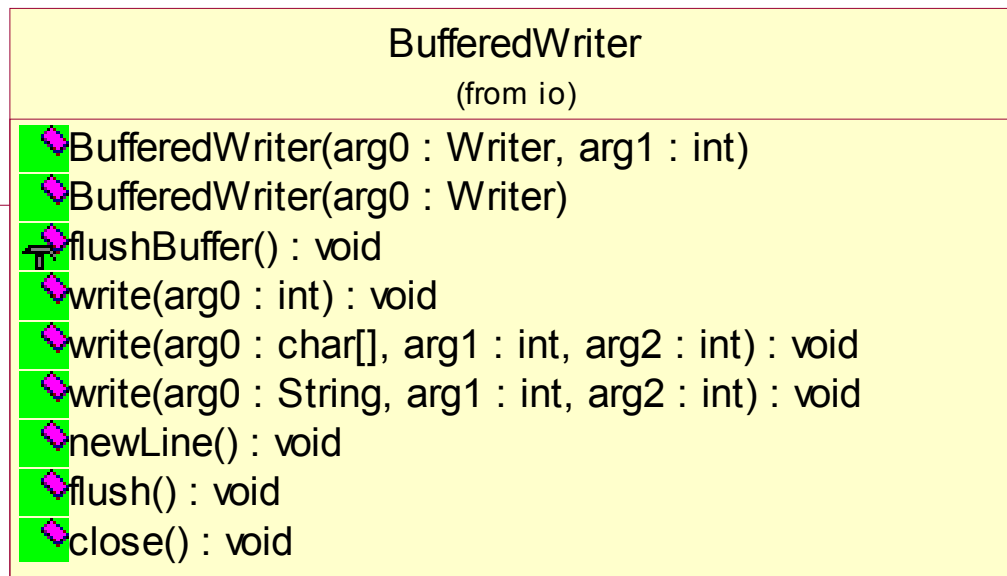 BufferedWriter
(from io)
BufferedWriter(arg0 : Writer, arg1 : int)
BufferedWriter(arg0 : Writer)
flushBuffer() : void
write(arg0 : int) : void
write(arg0 : char[], arg1 : int, arg2 : int) : void
write(arg0 : String, arg1 : int, arg2 : int) : void
newLine() : void
flush() : void
close() : void